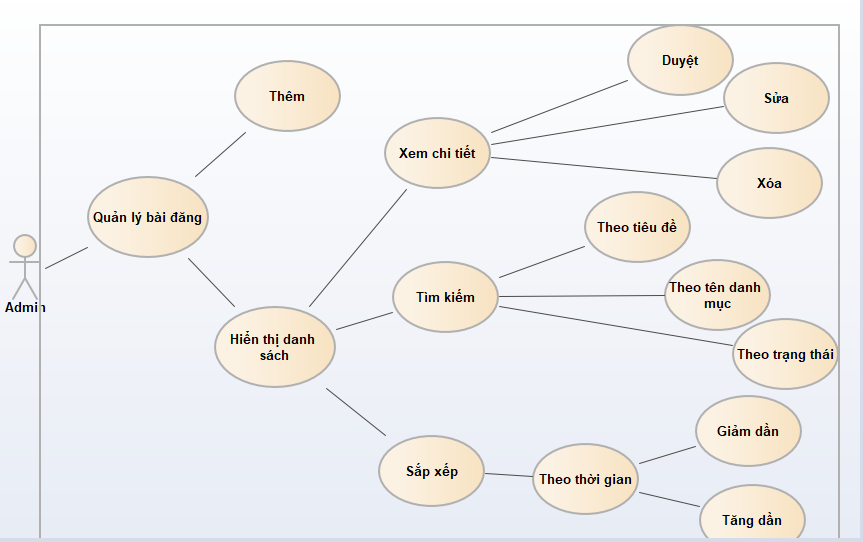 Duyệt
Thêm
Sửa
Xem chi tiết
Xóa
Quản lý bài đăng
Theo tiêu đề
Admin
Tìm kiếm
Theo tên danh
mục
Hiển thị danh
sách
Theo trạng thái
Giảm dần
Sắp xếp
Theo thời gian
Tăng dần